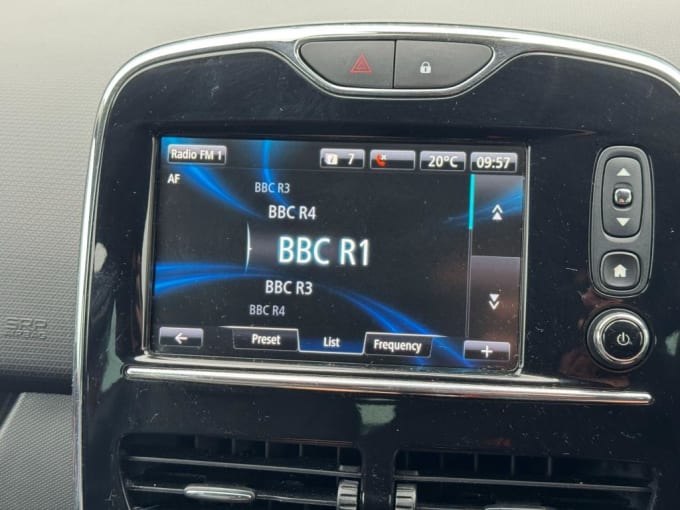 Radio FM 1
i 7
20°C
09:57
AF
BBC R3
BBC R4
BBC R1
BBC R3
BBC R4
Preset
List
Frequency
+